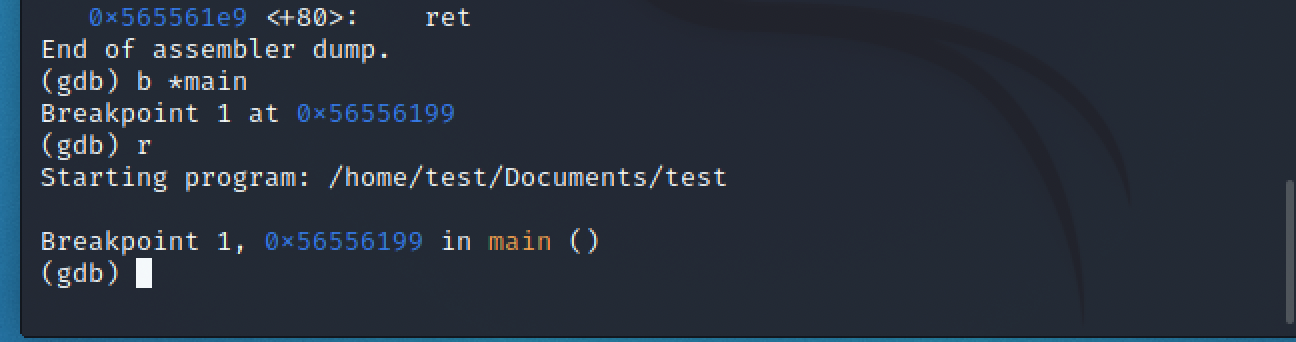 0×565561e9 <+80>:    ret
End of assembler dump.
(gdb) b *main
Breakpoint 1 at 0×56556199
(gdb) r
Starting program: /home/test/Documents/test
Breakpoint 1, 0×56556199 in main ()
(gdb)